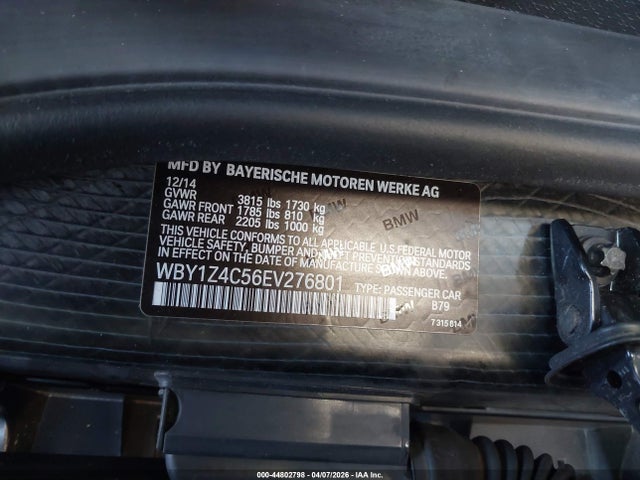 MFD BY BAYERISCHE MOTOREN WERKE AG
12/14
GVWR 3815 lbs 1730 kg
GAWR FRONT 1785 lbs 810 kg
GAWR REAR 2205 lbs 1000 kg
THIS VEHICLE CONFORMS TO ALL APPLICABLE U.S. FEDERAL MOTOR
VEHICLE SAFETY, BUMPER AND THEFT PREVENTION STANDARDS
IN EFFECT ON THE DATE OF MANUFACTURE SHOWN ABOVE.
WBY1Z4C56EV276801 TYPE: PASSENGER CAR
B79
7315614
BMW
BMW
BMW
© 000-44802798 - 04/07/2026 - IAA Inc.